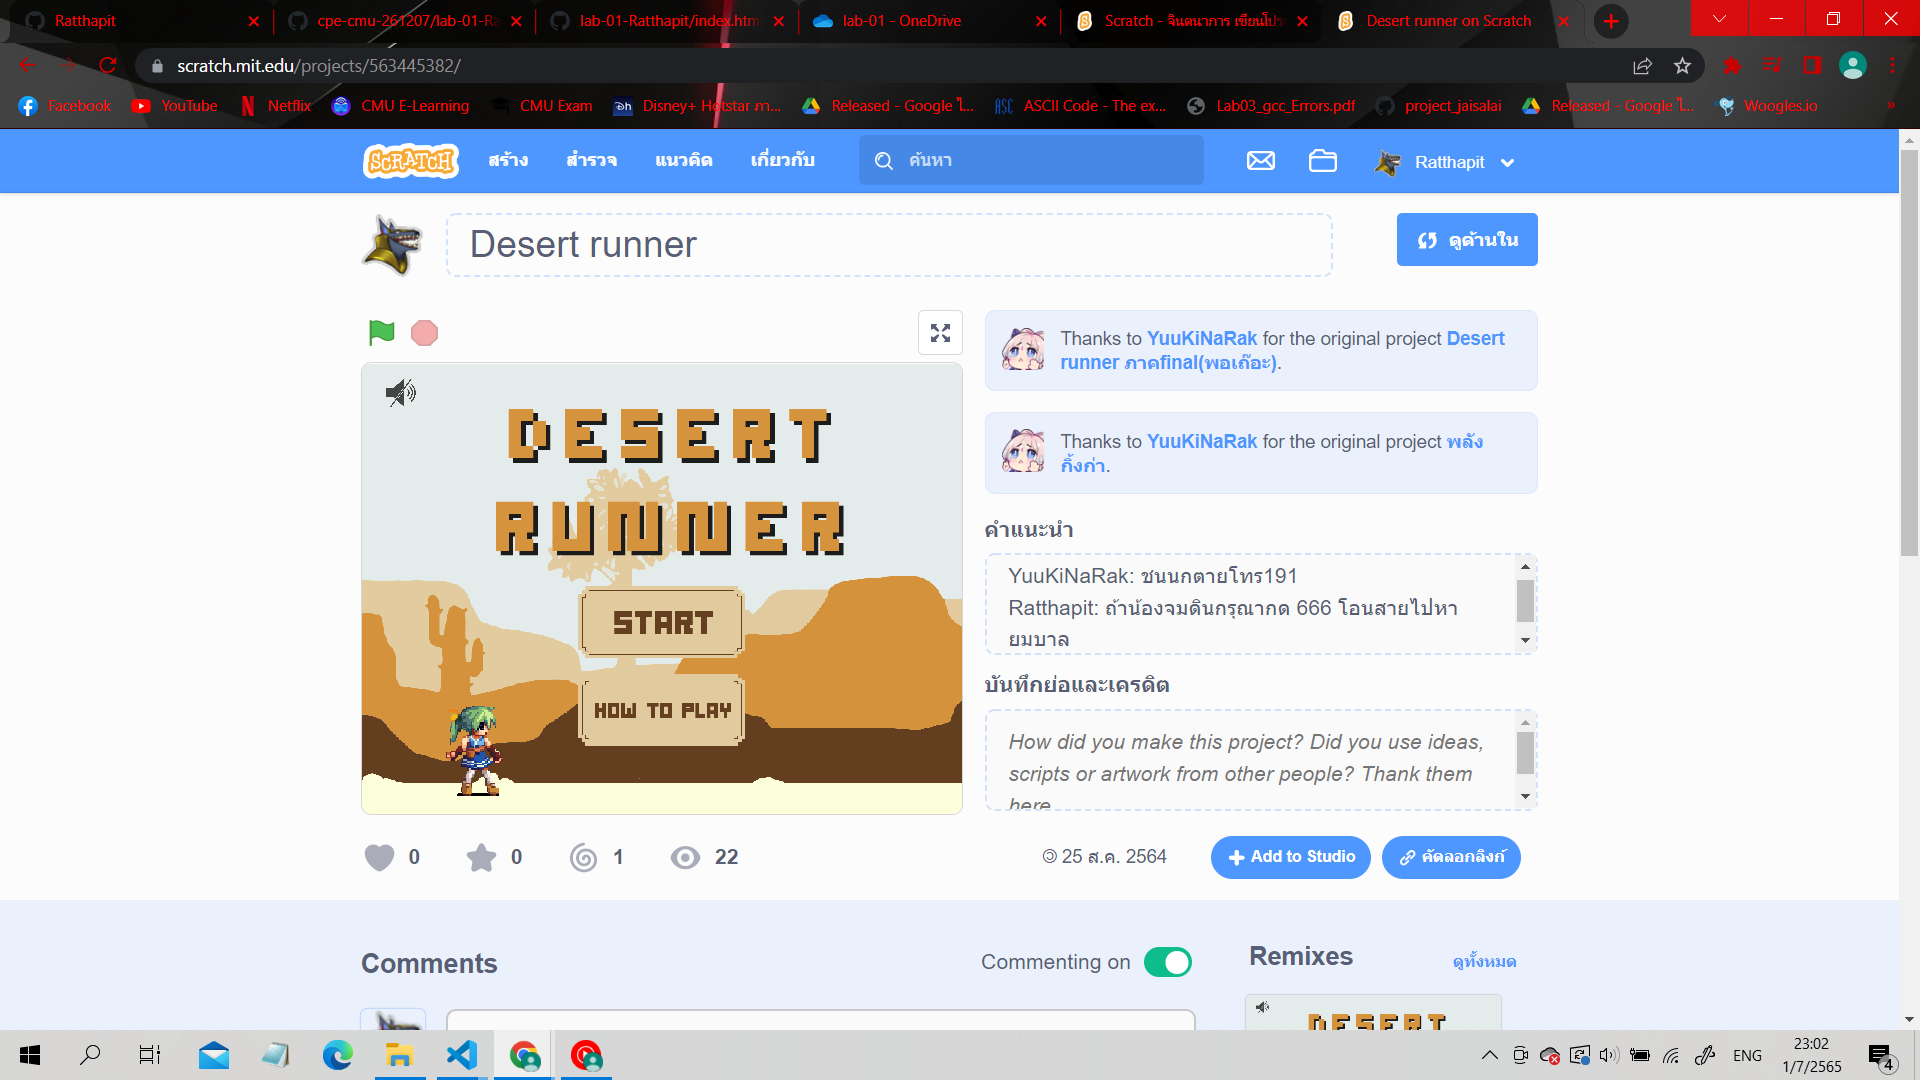 Ratthapit
cpe-cmu-261207/lab-01-Ra
lab-01-Ratthapit/index.htm
lab-01 - OneDrive
Scratch - จินตนาการ เขียนโปร
Desert runner on Scratch
scratch.mit.edu/projects/563445382/
Facebook
YouTube
Netflix
CMU E-Learning
CMU Exam
Disney+ Hotstar ภา...
Released - Google ไ...
ASCII Code - The ex...
Lab03_gcc_Errors.pdf
project_jaisalai
Released - Google ไ...
Woogles.io
SCRATCH
สร้าง
สำรวจ
แนวคิด
เกี่ยวกับ
ค้นหา
Ratthapit
Desert runner
ดูด้านใน
Thanks to YuuKiNaRak for the original project Desert
runner ภาคfinal(พอเถ๊อะ).
Thanks to YuuKiNaRak for the original project พลัง
กิ้งก่า.
DESERT
RUNNER
START
HOW TO PLAY
คำแนะนำ
YuuKiNaRak: ชนนกตายโทร191
Ratthapit: ถ้าน้องจมดินกรุณากด 666 โอนสายไปหา
ยมบาล
บันทึกย่อและเครดิต
How did you make this project? Did you use ideas,
scripts or artwork from other people? Thank them
here.
0
0
1
22
25 ส.ค. 2564
Add to Studio
คัดลอกลิงก์
Comments
Commenting on
Remixes
ดูทั้งหมด
DESERT
ENG
23:02
1/7/2565
4